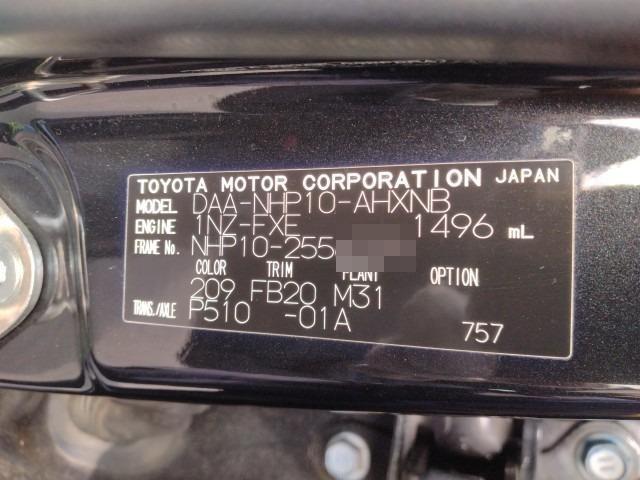 TOYOTA MOTOR CORPORATION JAPAN
MODEL DAA-NHP10-AHXNB
ENGINE 1NZ-FXE 1496 mL
FRAME No. NHP10-255
COLOR TRIM PLANT OPTION
209 FB20 M31
TRANS./AXLE P510 -01A
757